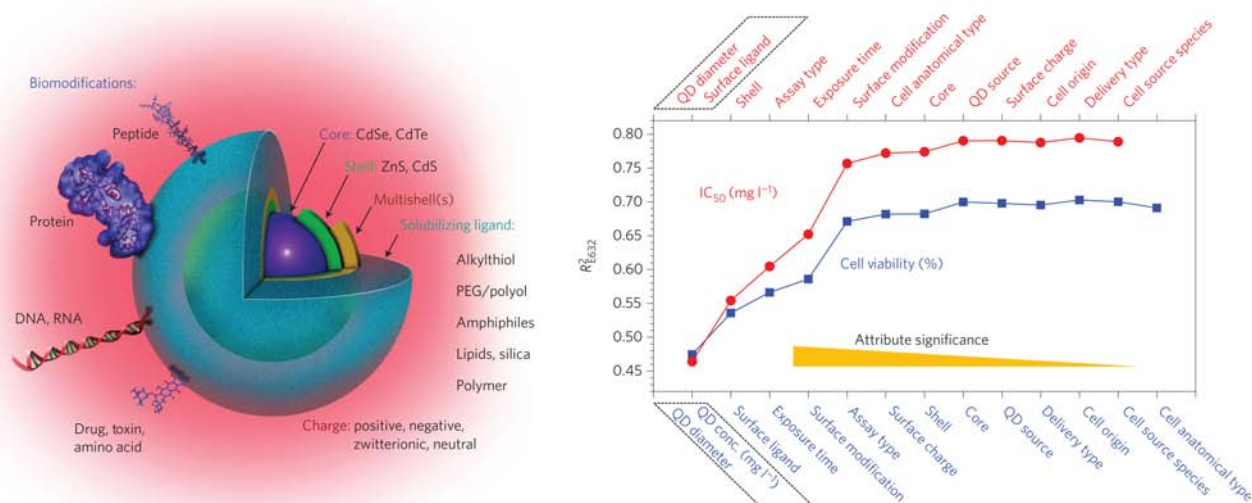 Biomodifications:
Peptide
Protein
DNA, RNA
Drug, toxin,
amino acid
Core: CdSe, CdTe
Shell: ZnS, CdS
Multishell(s)
Solubilizing ligand:
Alkylthiol
PEG/polyol
Amphiphiles
Lipids, silica
Polymer
Charge: positive, negative,
zwitterionic, neutral
QD diameter
Surface ligand
Shell
Assay type
Exposure time
Surface modification
Cell anatomical type
Core
QD source
Surface charge
Cell origin
Delivery type
Cell source species
0.80
0.75
0.70
0.65
0.60
0.55
0.50
0.45
R²E632
IC₅₀ (mg l⁻¹)
Cell viability (%)
Attribute significance
QD diameter
QD conc. (mg l⁻¹)
Surface ligand
Exposure time
Surface modification
Assay type
Surface charge
Shell
Core
QD source
Delivery type
Cell origin
Cell source species
Cell anatomical type